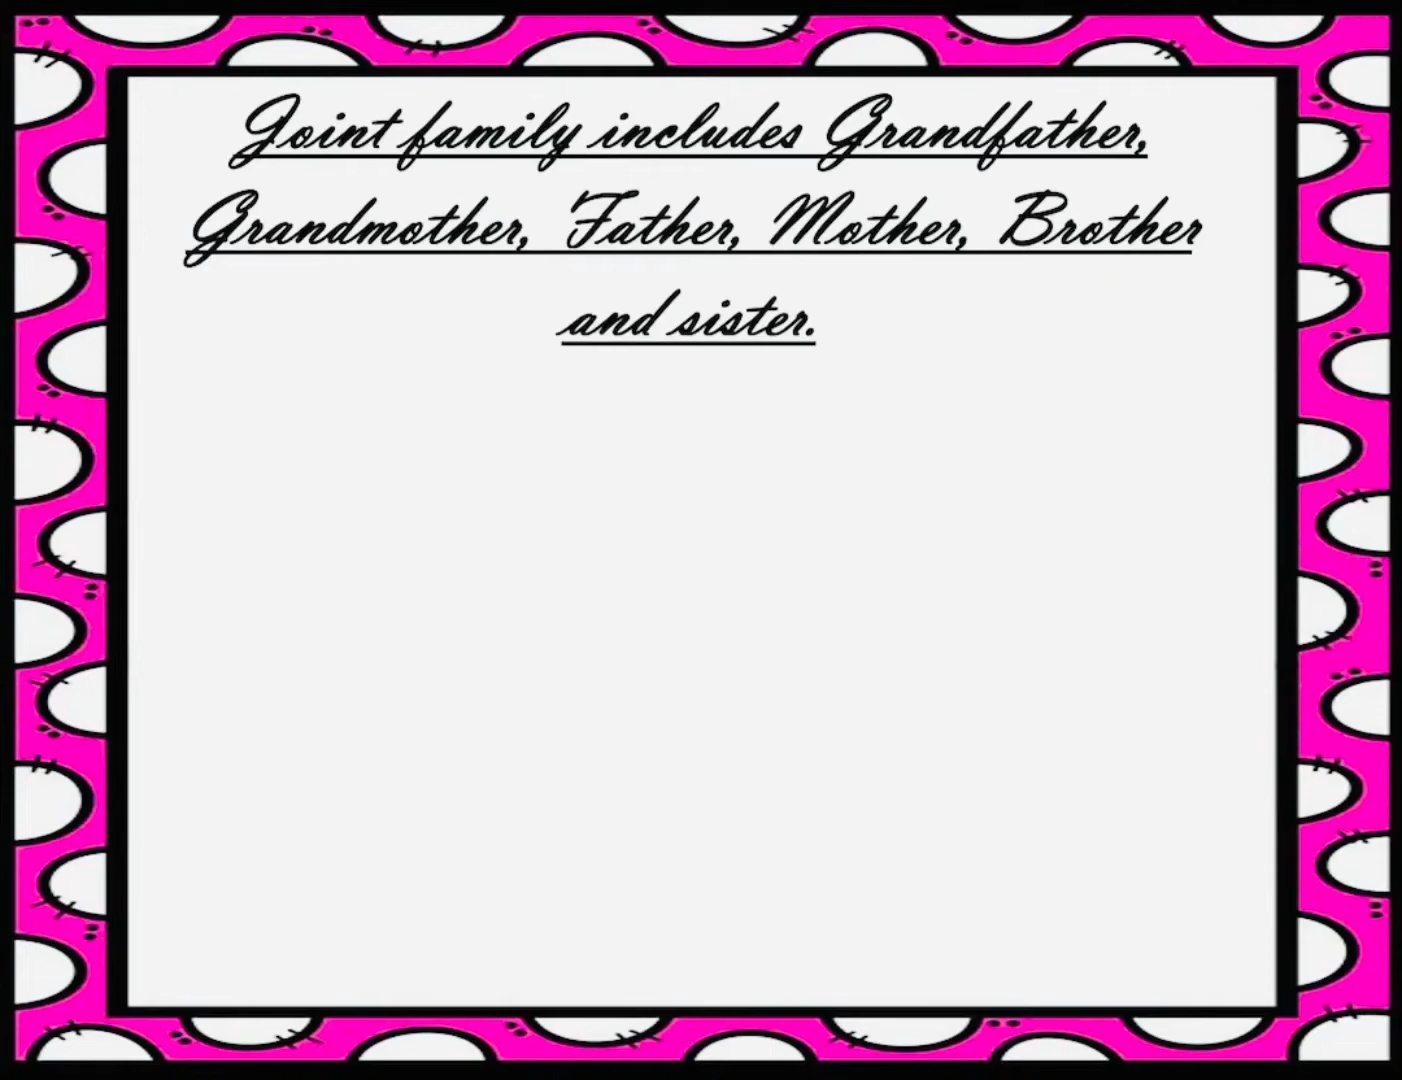 Joint family includes Grandfather,
Grandmother, Father, Mother, Brother
and sister.